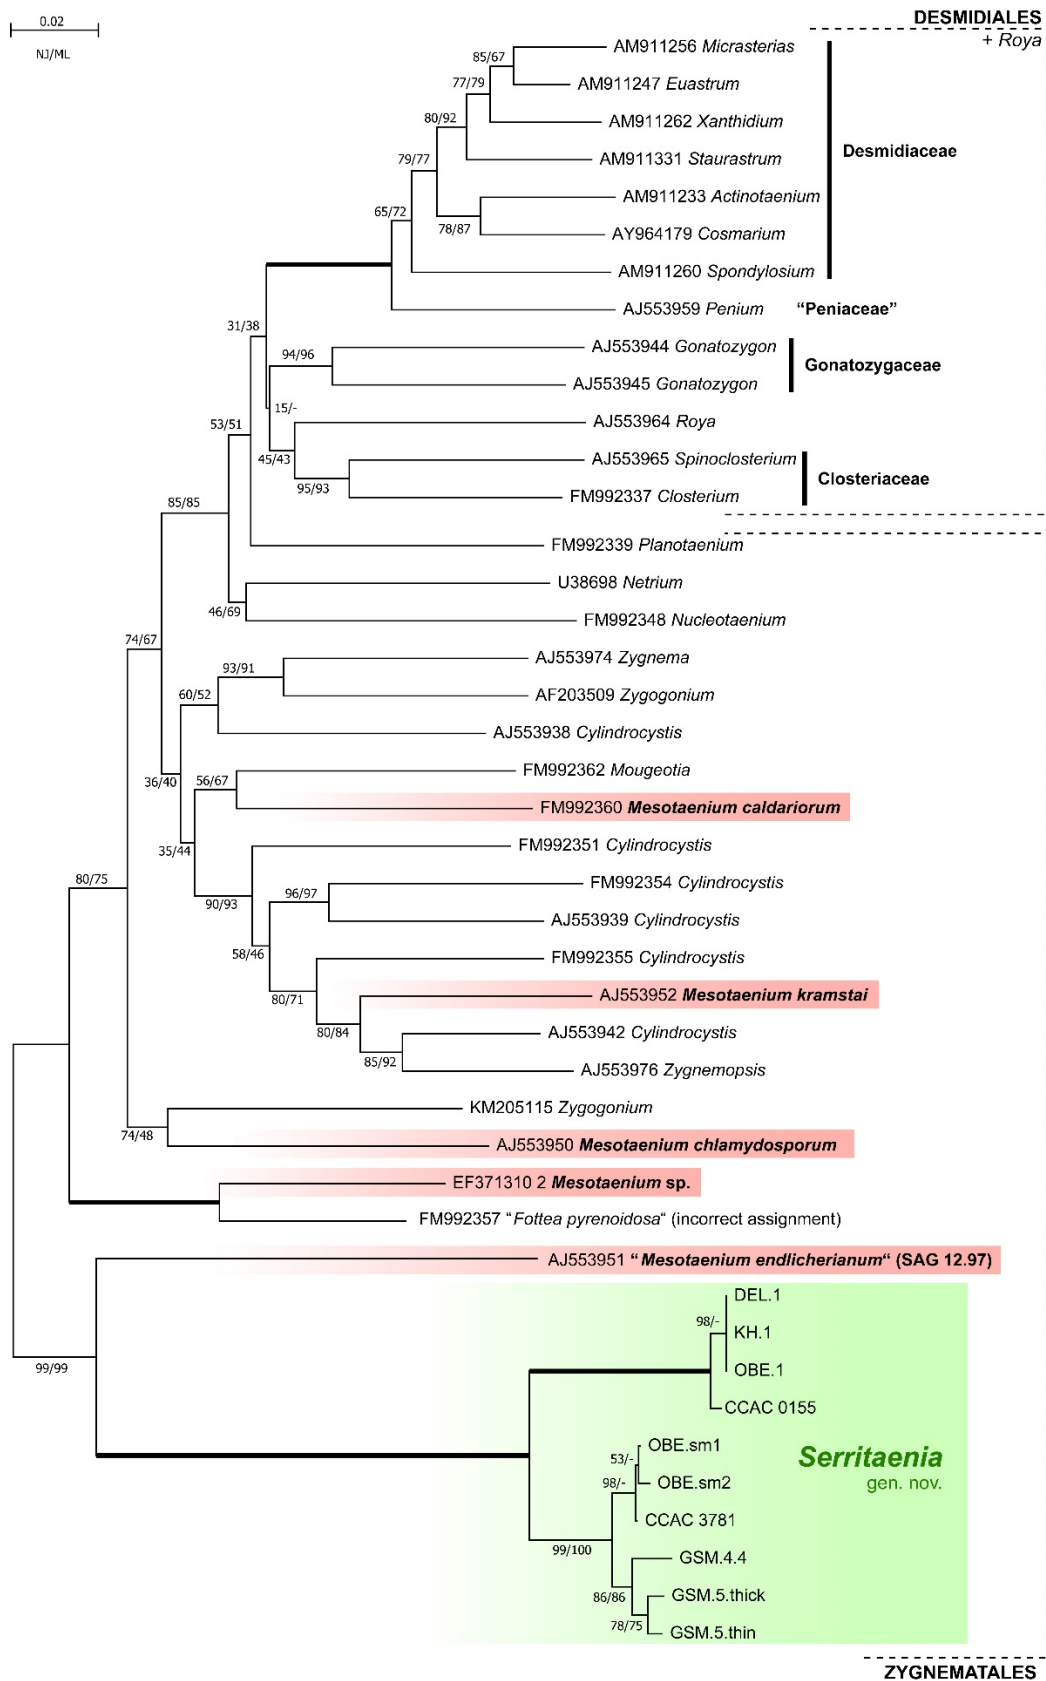 0.02
NJ/ML
DESMIDIALES
+ Roya
85/67
AM911256 Micrasterias
77/79
AM911247 Euastrum
80/92
AM911262 Xanthidium
Desmidiaceae
79/77
AM911331 Staurastrum
AM911233 Actinotaenium
65/72
78/87
AY964179 Cosmarium
AM911260 Spondylosium
AJ553959 Penium
“Peniaceae”
31/38
94/96
AJ553944 Gonatozygon
Gonatozygaceae
AJ553945 Gonatozygon
15/-
53/51
AJ553964 Roya
45/43
AJ553965 Spinoclosterium
Closteriaceae
95/93
FM992337 Closterium
85/85
FM992339 Planotaenium
U38698 Netrium
46/69
FM992348 Nucleotaenium
74/67
93/91
AJ553974 Zygnema
60/52
AF203509 Zygogonium
AJ553938 Cylindrocystis
36/40
56/67
FM992362 Mougeotia
FM992360 Mesotaenium caldariorum
35/44
FM992351 Cylindrocystis
80/75
96/97
FM992354 Cylindrocystis
90/93
AJ553939 Cylindrocystis
58/46
FM992355 Cylindrocystis
80/71
AJ553952 Mesotaenium kramstai
80/84
AJ553942 Cylindrocystis
85/92
AJ553976 Zygnemopsis
KM205115 Zygogonium
74/48
AJ553950 Mesotaenium chlamydosporum
EF371310 2 Mesotaenium sp.
FM992357 “Fottea pyrenoidosa“ (incorrect assignment)
AJ553951 “Mesotaenium endlicherianum“ (SAG 12.97)
DEL.1
98/-
KH.1
99/99
OBE.1
CCAC 0155
OBE.sm1
53/-
Serritaenia
gen. nov.
98/-
OBE.sm2
CCAC 3781
99/100
GSM.4.4
86/86
GSM.5.thick
78/75
GSM.5.thin
ZYGNEMATALES